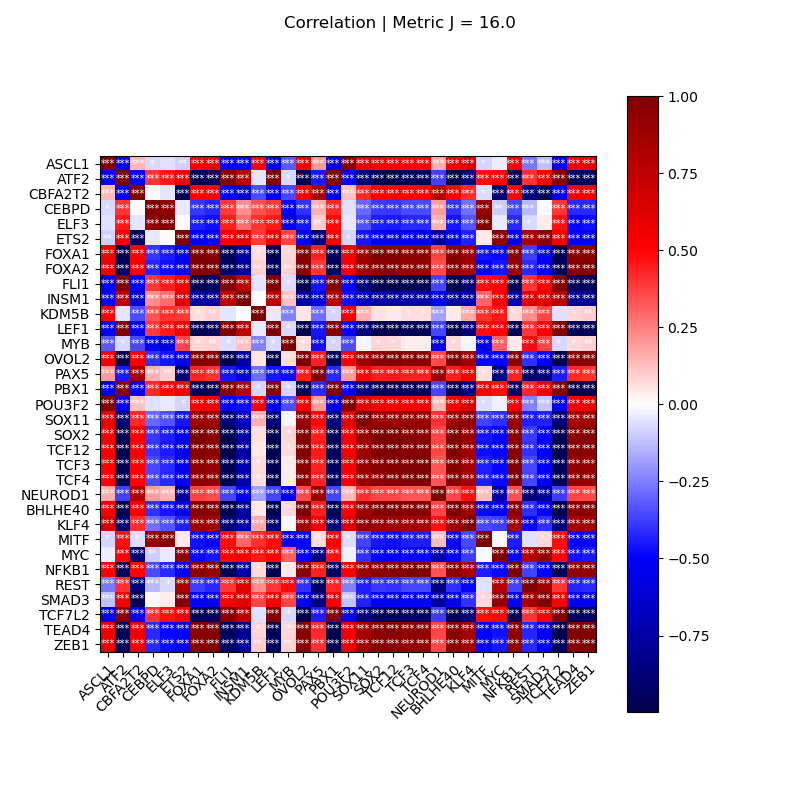 Correlation | Metric J = 16.0
ASCL1
ATF2
CBFA2T2
CEBPD
ELF3
ETS2
FOXA1
FOXA2
FLI1
INSM1
KDM5B
LEF1
MYB
OVOL2
PAX5
PBX1
POU3F2
SOX11
SOX2
TCF12
TCF3
TCF4
NEUROD1
BHLHE40
KLF4
MITF
MYC
NFKB1
REST
SMAD3
TCF7L2
TEAD4
ZEB1
ASCL1
ATF2
CBFA2T2
CEBPD
ELF3
ETS2
FOXA1
FOXA2
FLI1
INSM1
KDM5B
LEF1
MYB
OVOL2
PAX5
PBX1
POU3F2
SOX11
SOX2
TCF12
TCF3
TCF4
NEUROD1
BHLHE40
KLF4
MITF
MYC
NFKB1
REST
SMAD3
TCF7L2
TEAD4
ZEB1
1.00
0.75
0.50
0.25
0.00
−0.25
−0.50
−0.75